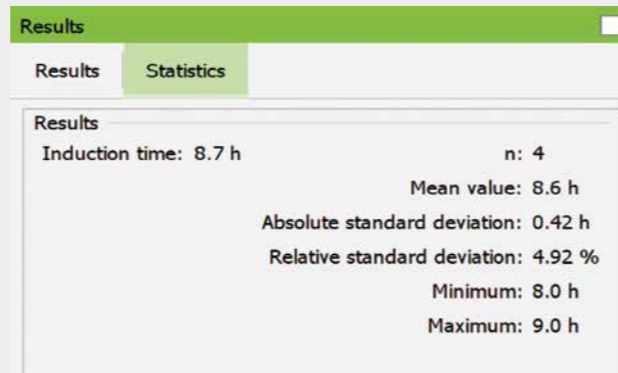 Results
Results Statistics
Results
Induction time: 8.7 h n: 4
Mean value: 8.6 h
Absolute standard deviation: 0.42 h
Relative standard deviation: 4.92 %
Minimum: 8.0 h
Maximum: 9.0 h